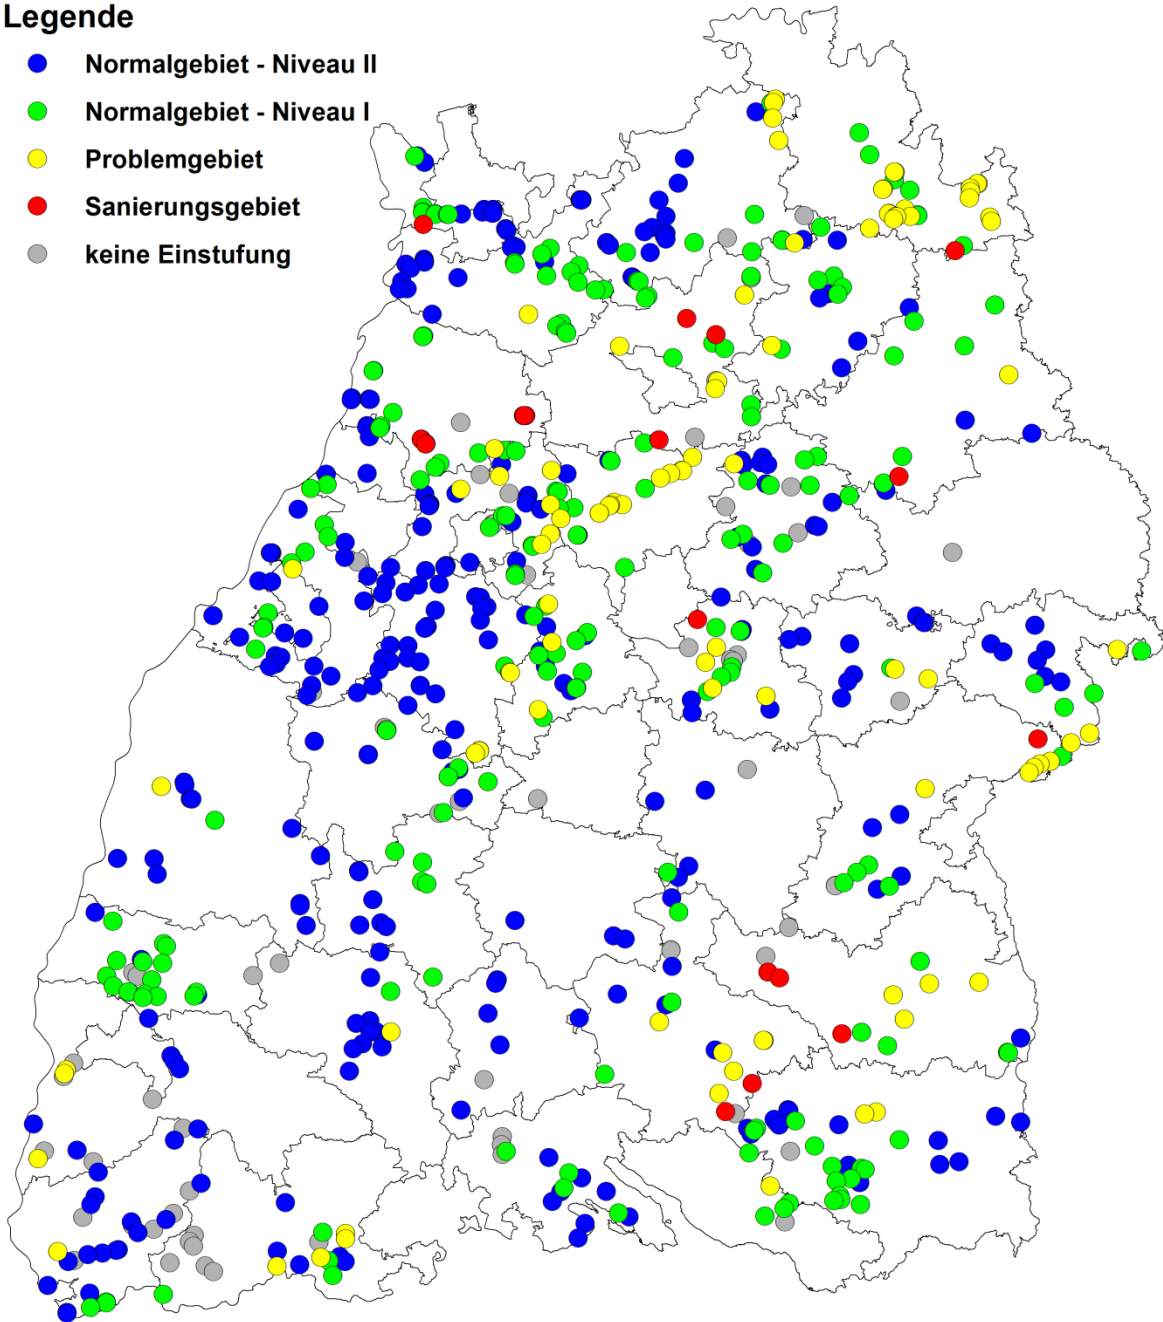 Legende
Normalgebiet - Niveau II
Normalgebiet - Niveau I
Problemgebiet
Sanierungsgebiet
keine Einstufung